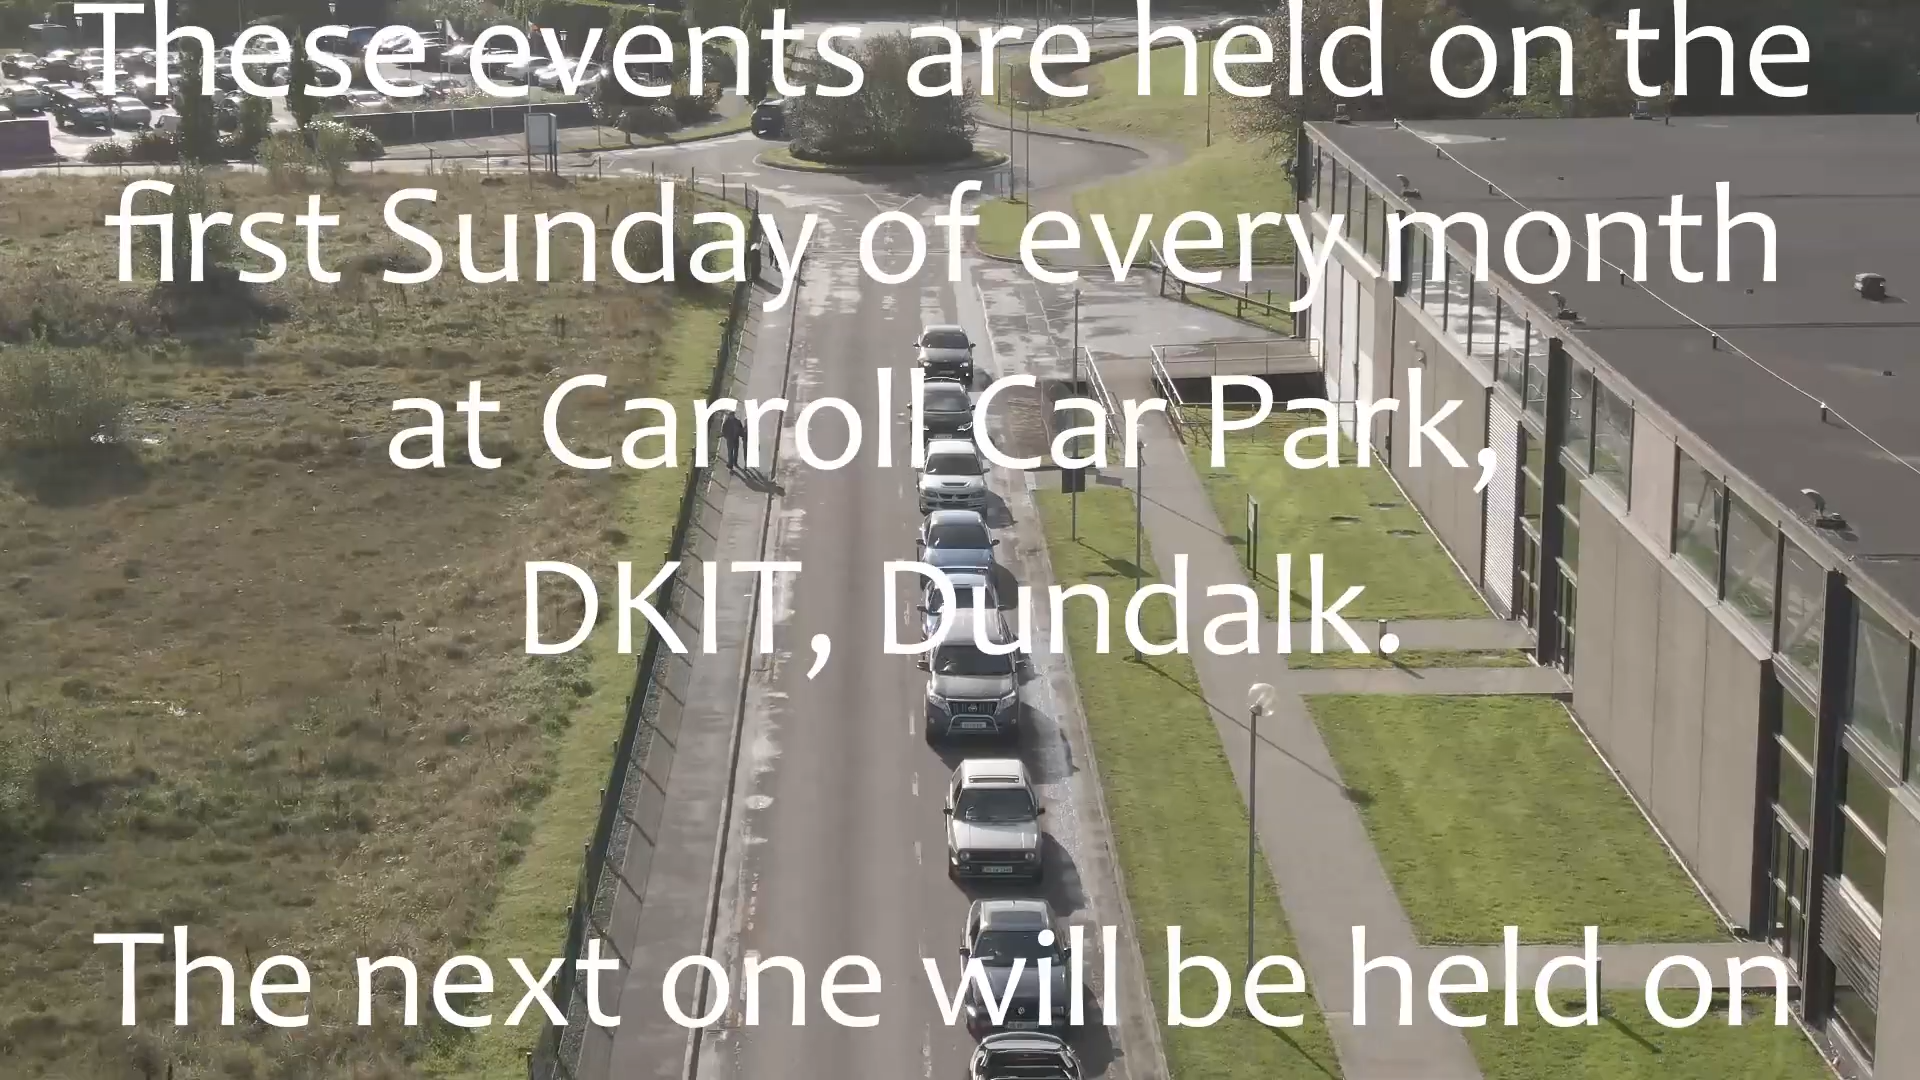 These events are held on the
first Sunday of every month
at Carroll Car Park,
DKIT, Dundalk.
The next one will be held on